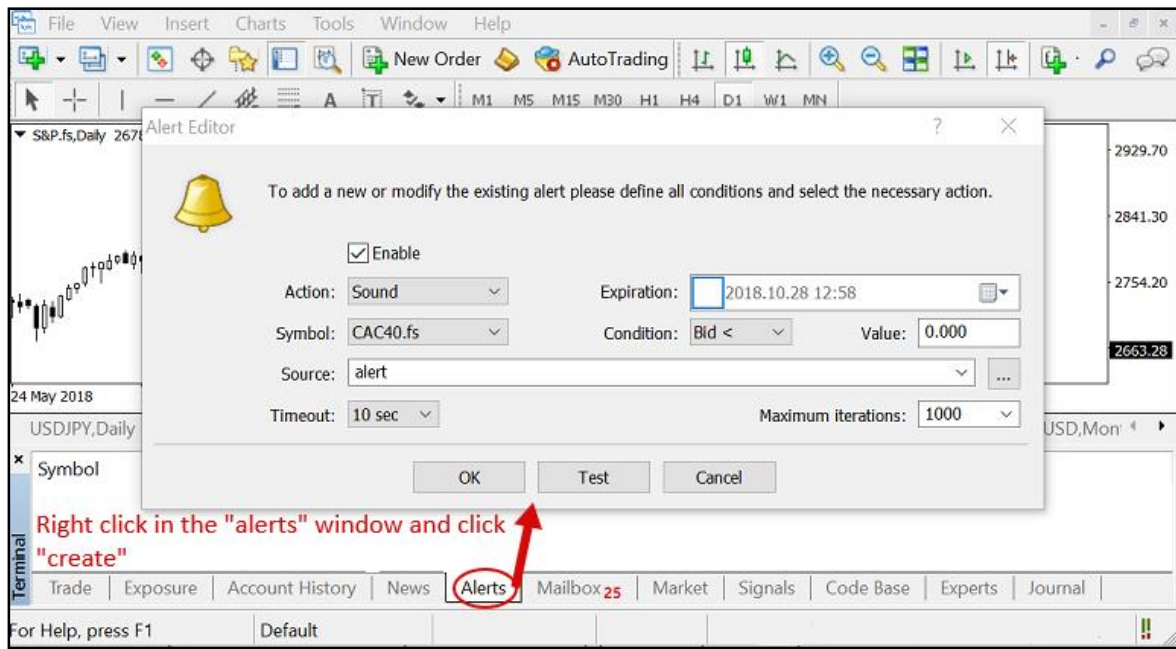 File View Insert Charts Tools Window Help
New Order AutoTrading
A T M1 M5 M15 M30 H1 H4 D1 W1 MN
S&P.fs,Daily 2678
Alert Editor ?
2929.70
To add a new or modify the existing alert please define all conditions and select the necessary action.
2841.30
Enable
Action: Sound Expiration: 2018.10.28 12:58
2754.20
Symbol: CAC40.fs Condition: Bid < Value: 0.000
2663.28
Source: alert ...
24 May 2018
Timeout: 10 sec Maximum iterations: 1000
USDJPY,Daily USD,Mon
Symbol
OK Test Cancel
Right click in the "alerts" window and click
"create"
Terminal
Trade Exposure Account History News Alerts Mailbox 25 Market Signals Code Base Experts Journal
For Help, press F1 Default